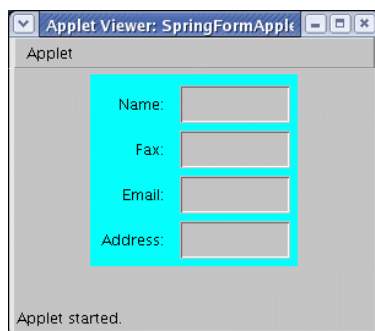 Applet Viewer: SpringFormApple
Applet
Name:
Fax:
Email:
Address:
Applet started.